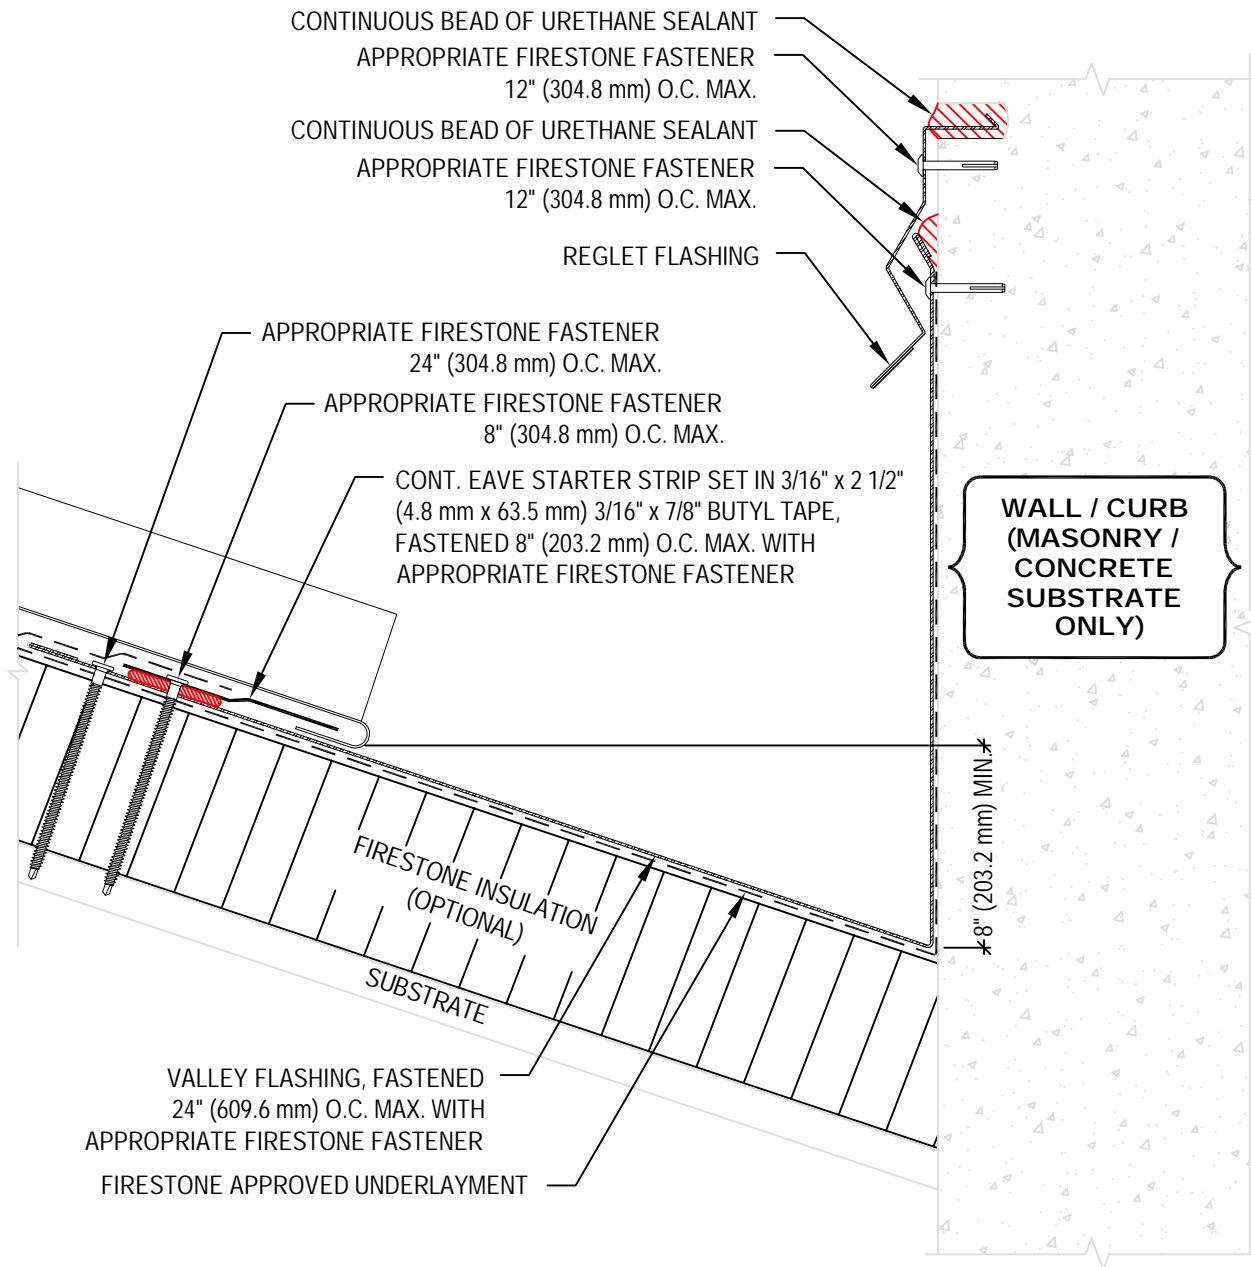 CONTINUOUS BEAD OF URETHANE SEALANT
APPROPRIATE FIRESTONE FASTENER
12" (304.8 mm) O.C. MAX.
CONTINUOUS BEAD OF URETHANE SEALANT
APPROPRIATE FIRESTONE FASTENER
12" (304.8 mm) O.C. MAX.
REGLET FLASHING
APPROPRIATE FIRESTONE FASTENER
24" (304.8 mm) O.C. MAX.
APPROPRIATE FIRESTONE FASTENER
8" (304.8 mm) O.C. MAX.
CONT. EAVE STARTER STRIP SET IN 3/16" x 2 1/2"
(4.8 mm x 63.5 mm) 3/16" x 7/8" BUTYL TAPE,
FASTENED 8" (203.2 mm) O.C. MAX. WITH
APPROPRIATE FIRESTONE FASTENER
WALL / CURB
(MASONRY /
CONCRETE
SUBSTRATE
ONLY)
8" (203.2 mm) MIN.
FIRESTONE INSULATION
(OPTIONAL)
SUBSTRATE
VALLEY FLASHING, FASTENED
24" (609.6 mm) O.C. MAX. WITH
APPROPRIATE FIRESTONE FASTENER
FIRESTONE APPROVED UNDERLAYMENT